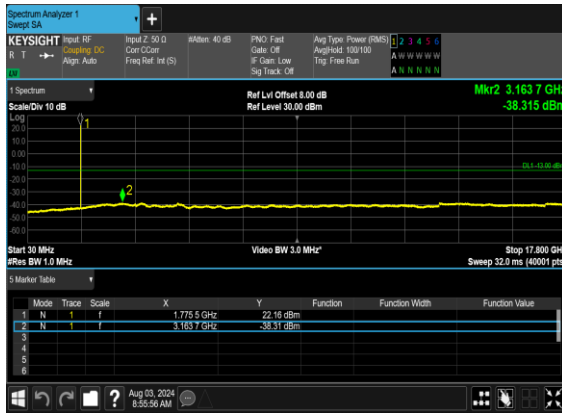 Spectrum Analyzer 1
Swept SA
+
KEYSIGHT Input: RF Input Z: 50 Ω #Atten: 40 dB PNO: Fast Avg Type: Power (RMS) 1 2 3 4 5 6
R T Coupling: DC Corr CCorr Gate: Off Avg|Hold: 100/100 A W W W W W
Align: Auto Freq Ref: Int (S) IF Gain: Low Trig: Free Run
Sig Track: Off A N N N N N
1 Spectrum
Ref Lvl Offset 8.00 dB Mkr2 3.163 7 GHz
Scale/Div 10 dB Ref Level 30.00 dBm -38.315 dBm
Log
20.0
10.0
0.00
-10.0
-20.0
-30.0
-40.0
-50.0
-60.0
1
2
DL1 -13.00 dBm
Start 30 MHz Video BW 3.0 MHz* Stop 17.800 GHz
#Res BW 1.0 MHz Sweep 32.0 ms (40001 pts)
5 Marker Table
Mode Trace Scale X Y Function Function Width Function Value
1 N 1 f 1.775 5 GHz 22.16 dBm
2 N 1 f 3.163 7 GHz -38.31 dBm
3
4
5
6
? Aug 03, 2024
8:55:56 AM